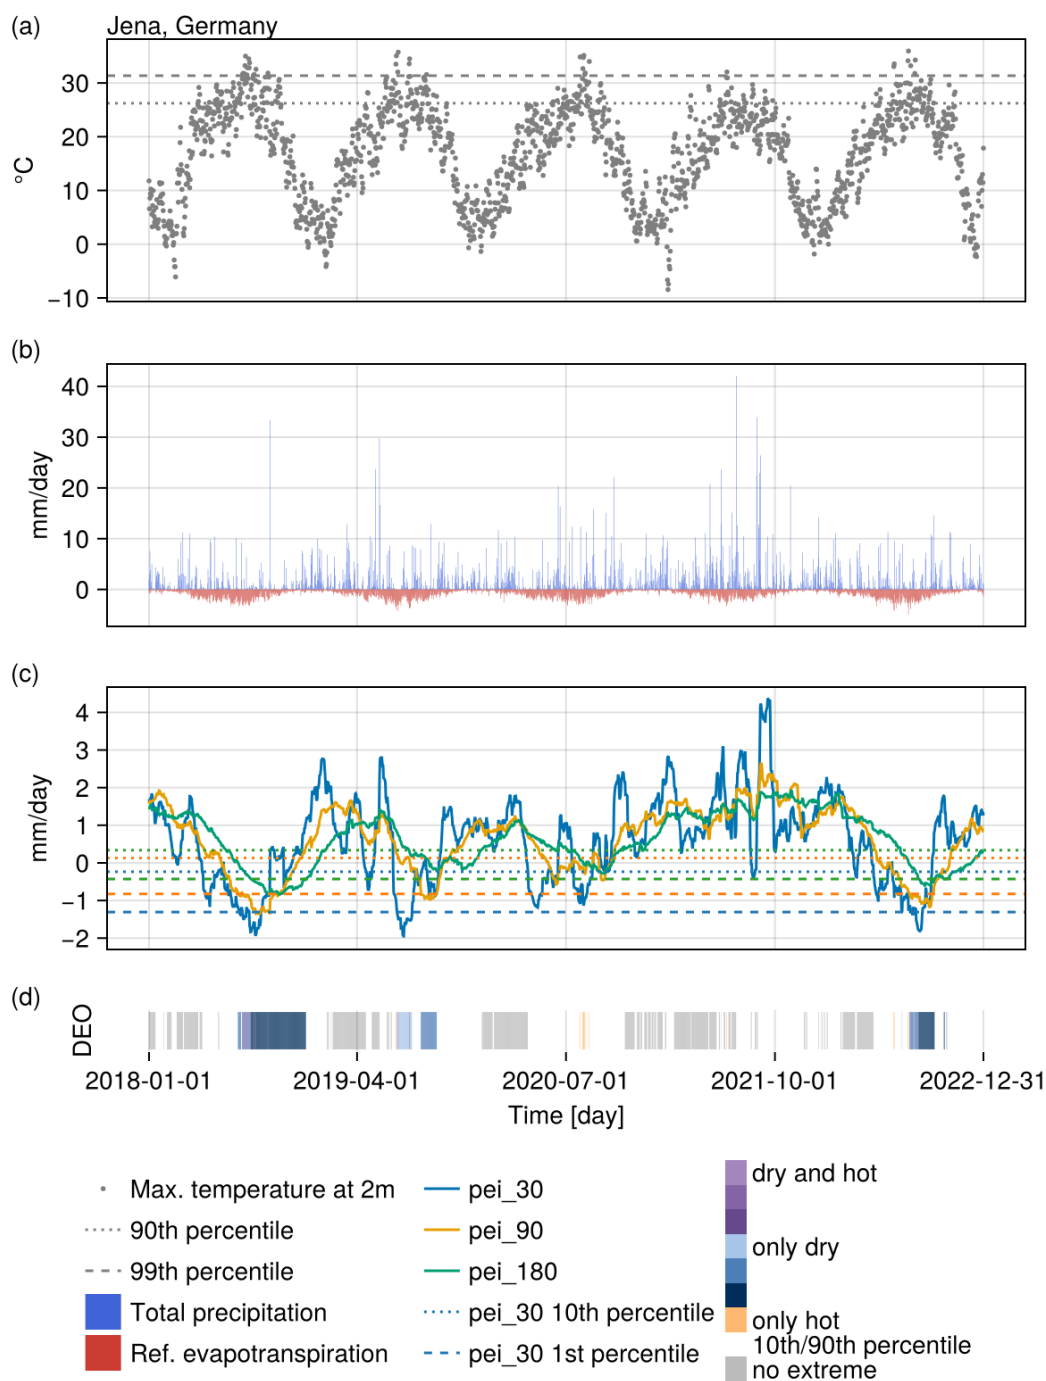 (a)
Jena, Germany
30
20
10
0
−10
°C
(b)
40
30
20
10
0
mm/day
(c)
4
3
2
1
0
−1
−2
mm/day
(d)
DEO
2018-01-01 2019-04-01 2020-07-01 2021-10-01 2022-12-31
Time [day]
Max. temperature at 2m
90th percentile
99th percentile
Total precipitation
Ref. evapotranspiration
pei_30
pei_90
pei_180
pei_30 10th percentile
pei_30 1st percentile
dry and hot
only dry
only hot
10th/90th percentile
no extreme